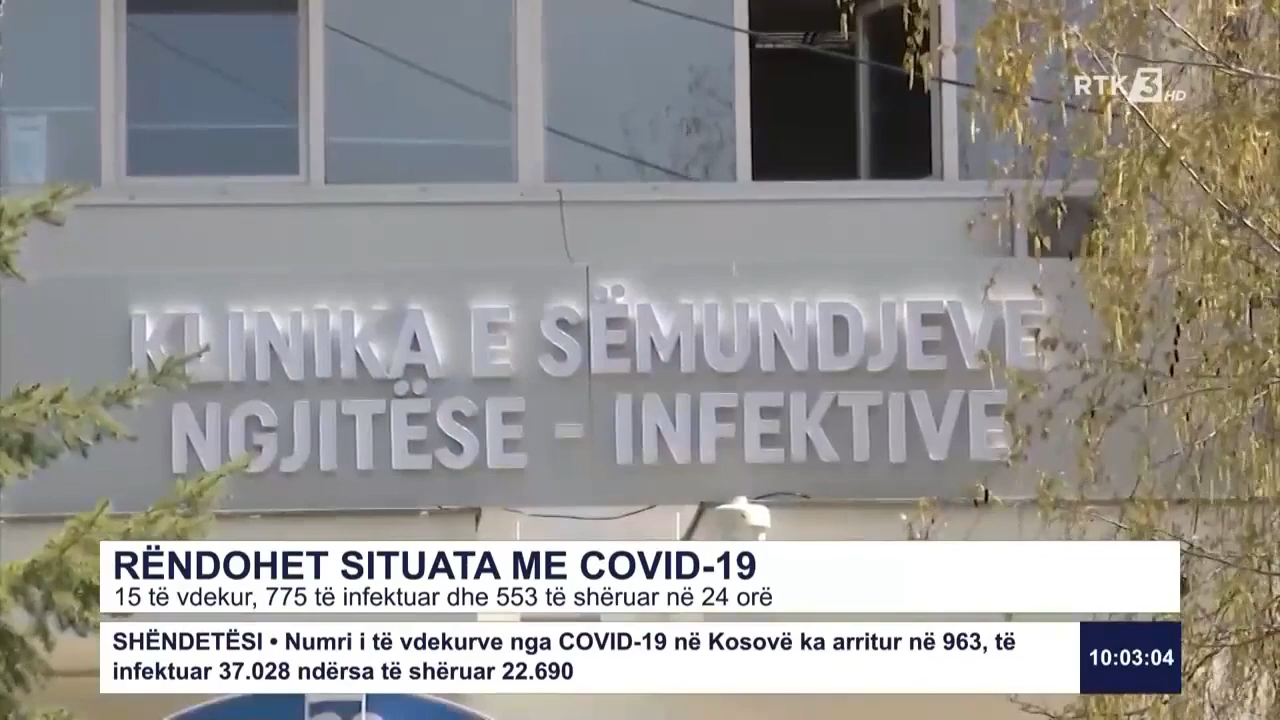 RTK 3 HD
KLINIKA E SËMUNDJEVE
NGJITËSE - INFEKTIVE
RËNDOHET SITUATA ME COVID-19
15 të vdekur, 775 të infektuar dhe 553 të shëruar në 24 orë
SHËNDETËSI • Numri i të vdekurve nga COVID-19 në Kosovë ka arritur në 963, të
infektuar 37.028 ndërsa të shëruar 22.690
10:03:04